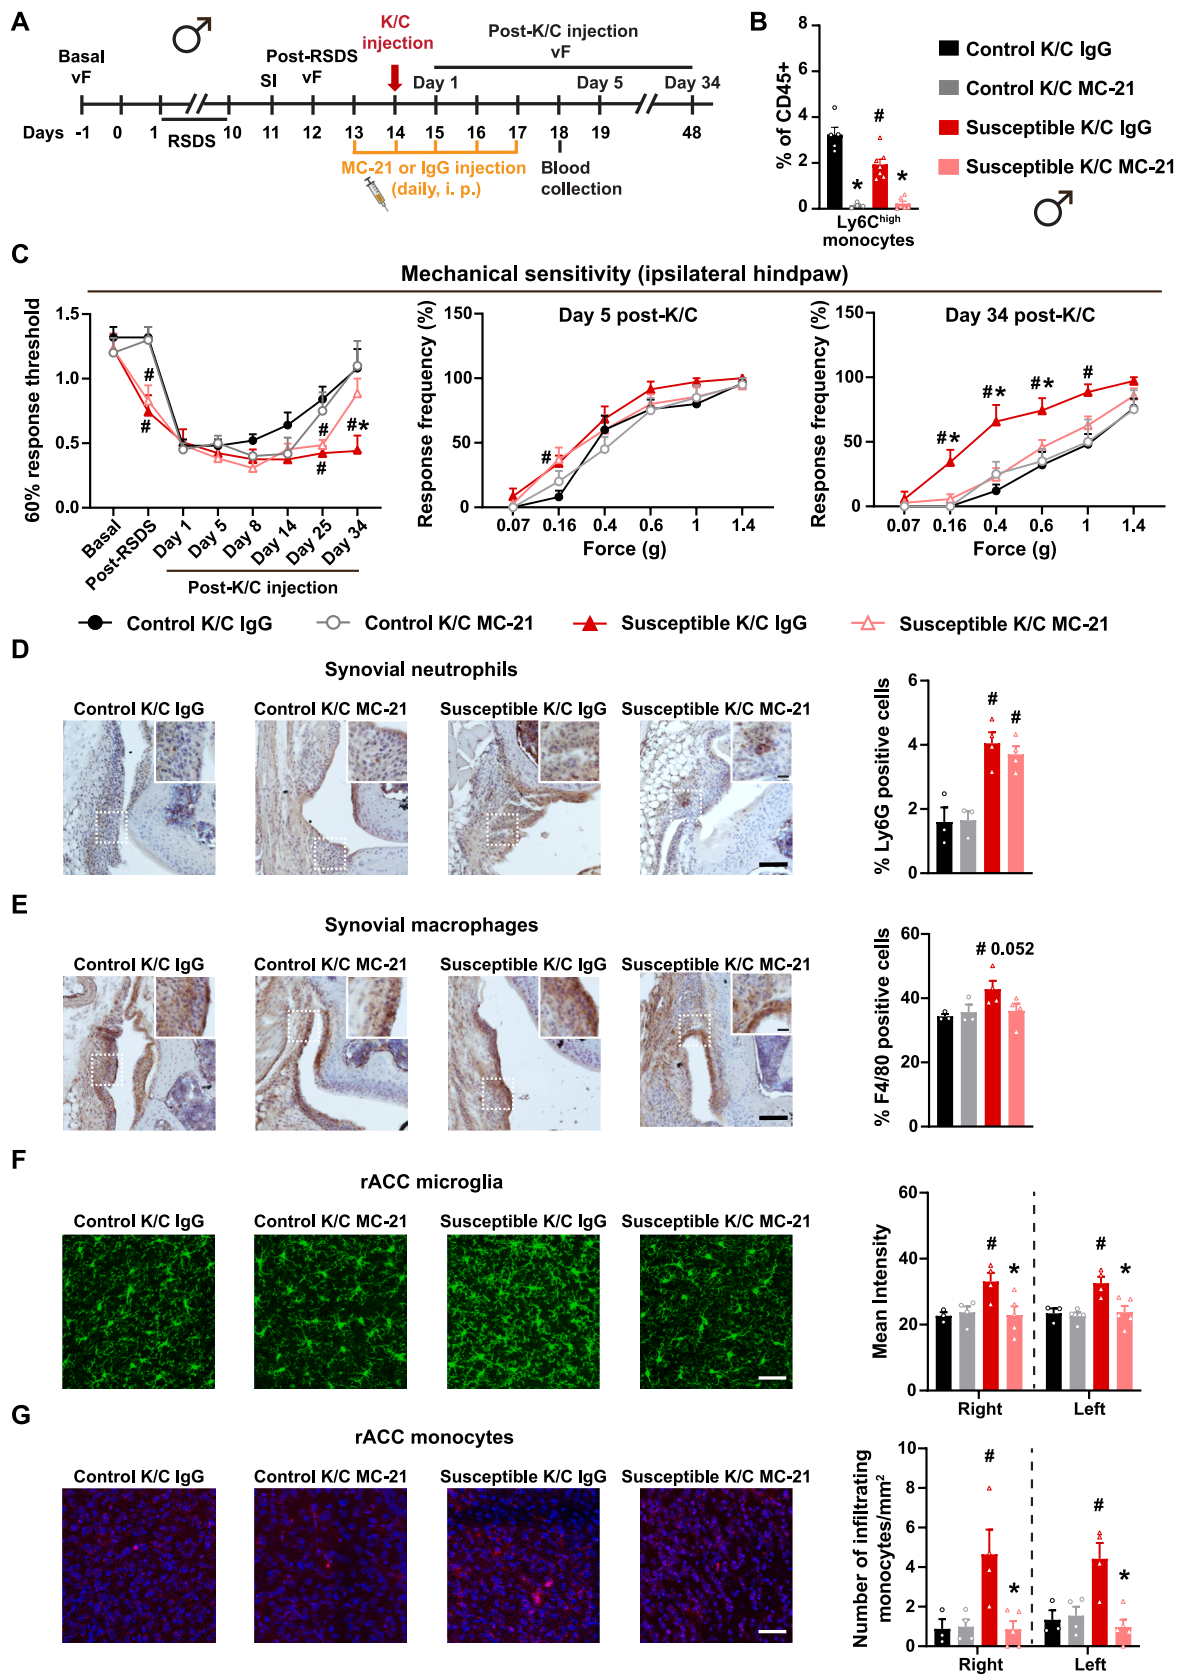 A
Basal
vF
Post-RSDS
vF
SI
K/C
injection
Post-K/C injection
vF
Day 1
Day 5
Day 34
Days
-1
0
1
RSDS
10
11
12
13
14
15
16
17
18
19
48
MC-21 or IgG injection
(daily, i. p.)
Blood
collection
B
% of CD45+
8
6
4
2
0
#
*
*
Ly6Chigh
monocytes
Control K/C IgG
Control K/C MC-21
Susceptible K/C IgG
Susceptible K/C MC-21
C
Mechanical sensitivity (ipsilateral hindpaw)
60% response threshold
1.5
1.0
0.5
0.0
#
#
#
#
#*
Basal
Post-RSDS
Day 1
Day 5
Day 8
Day 14
Day 25
Day 34
Post-K/C injection
Day 5 post-K/C
Response frequency (%)
150
100
50
0
#
0.07 0.16 0.4 0.6 1 1.4
Force (g)
Day 34 post-K/C
Response frequency (%)
150
100
50
0
#*
#*
#*
#
0.07 0.16 0.4 0.6 1 1.4
Force (g)
Control K/C IgG
Control K/C MC-21
Susceptible K/C IgG
Susceptible K/C MC-21
D
Synovial neutrophils
Control K/C IgG
Control K/C MC-21
Susceptible K/C IgG
Susceptible K/C MC-21
% Ly6G positive cells
6
4
2
0
#
#
E
Synovial macrophages
Control K/C IgG
Control K/C MC-21
Susceptible K/C IgG
Susceptible K/C MC-21
% F4/80 positive cells
60
40
20
0
# 0.052
F
rACC microglia
Control K/C IgG
Control K/C MC-21
Susceptible K/C IgG
Susceptible K/C MC-21
Mean Intensity
60
40
20
0
#
*
#
*
Right
Left
G
rACC monocytes
Control K/C IgG
Control K/C MC-21
Susceptible K/C IgG
Susceptible K/C MC-21
Number of infiltrating
monocytes/mm2
10
8
6
4
2
0
#
*
#
*
Right
Left